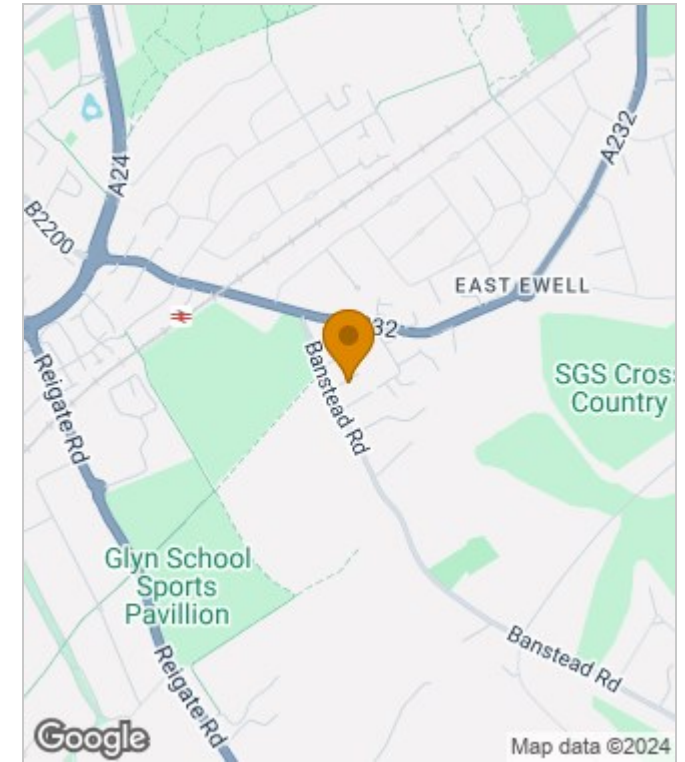 A24
B2200
A232
EAST EWELL
32
Banstead Rd
SGS Cros
Country
Reigate Rd
Glyn School
Sports
Pavillion
Banstead Rd
Reigate Rd
Google
Map data ©2024